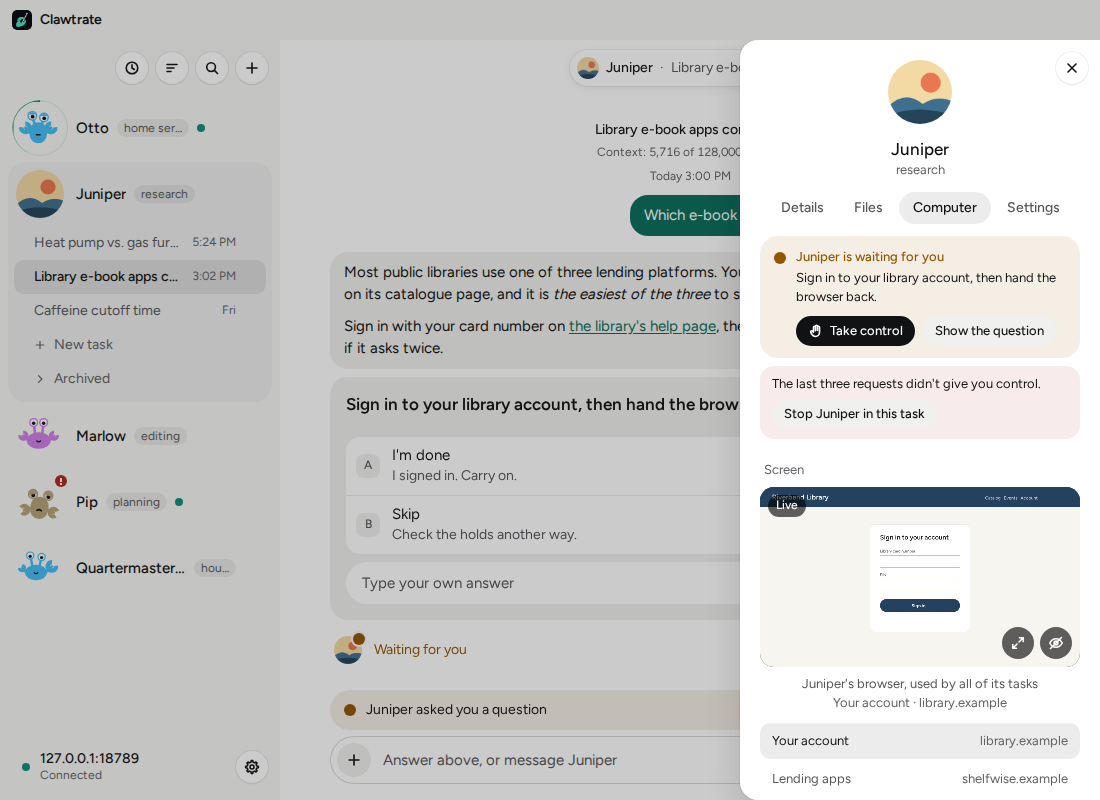 Clawtrate
Otto
home ser...
Juniper
research
Heat pump vs. gas fur...
5:24 PM
Library e-book apps c...
3:02 PM
Caffeine cutoff time
Fri
New task
Archived
Marlow
editing
Pip
planning
Quartermaster...
hou...
127.0.0.1:18789
Connected
Juniper · Library e-b
Library e-book apps co
Context: 5,716 of 128,000
Today 3:00 PM
Which e-book
Most public libraries use one of three lending platforms. You
on its catalogue page, and it is the easiest of the three to s
Sign in with your card number on the library's help page, the
if it asks twice.
Sign in to your library account, then hand the brow
A
I'm done
I signed in. Carry on.
B
Skip
Check the holds another way.
Type your own answer
Waiting for you
Juniper asked you a question
Answer above, or message Juniper
Juniper
research
Details
Files
Computer
Settings
Juniper is waiting for you
Sign in to your library account, then hand the
browser back.
Take control
Show the question
The last three requests didn't give you control.
Stop Juniper in this task
Screen
Library
Catalog Events Account
Live
Sign in to your account
Library card number
PIN
Sign in
Juniper's browser, used by all of its tasks
Your account · library.example
Your account
library.example
Lending apps
shelfwise.example